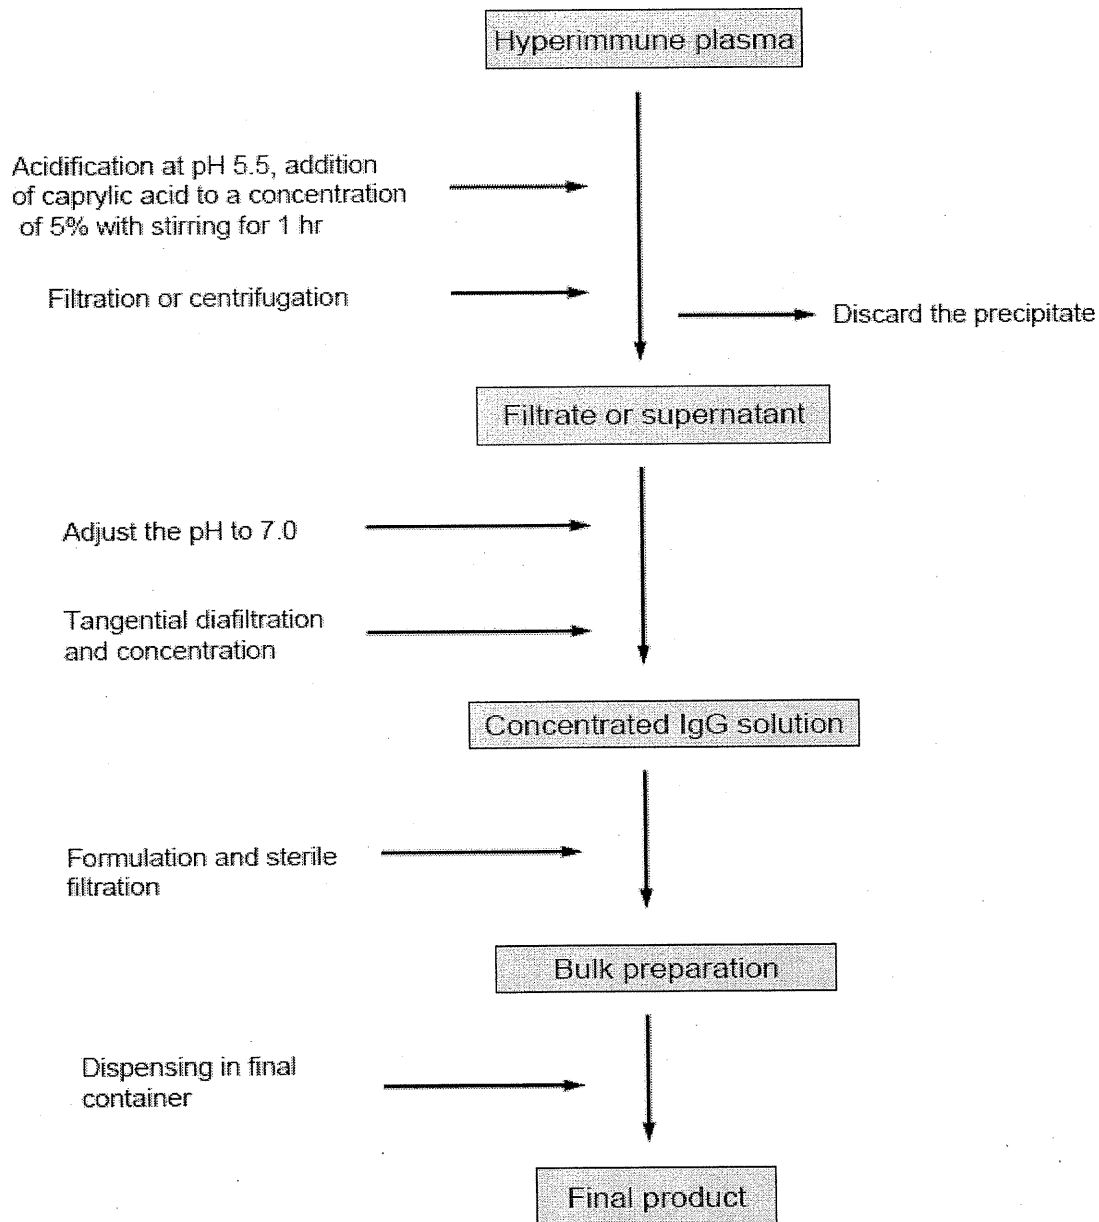 Hyperimmune plasma
Acidification at pH 5.5, addition
of caprylic acid to a concentration
of 5% with stirring for 1 hr
Filtration or centrifugation
Discard the precipitate
Filtrate or supernatant
Adjust the pH to 7.0
Tangential diafiltration
and concentration
Concentrated IgG solution
Formulation and sterile
filtration
Bulk preparation
Dispensing in final
container
Final product